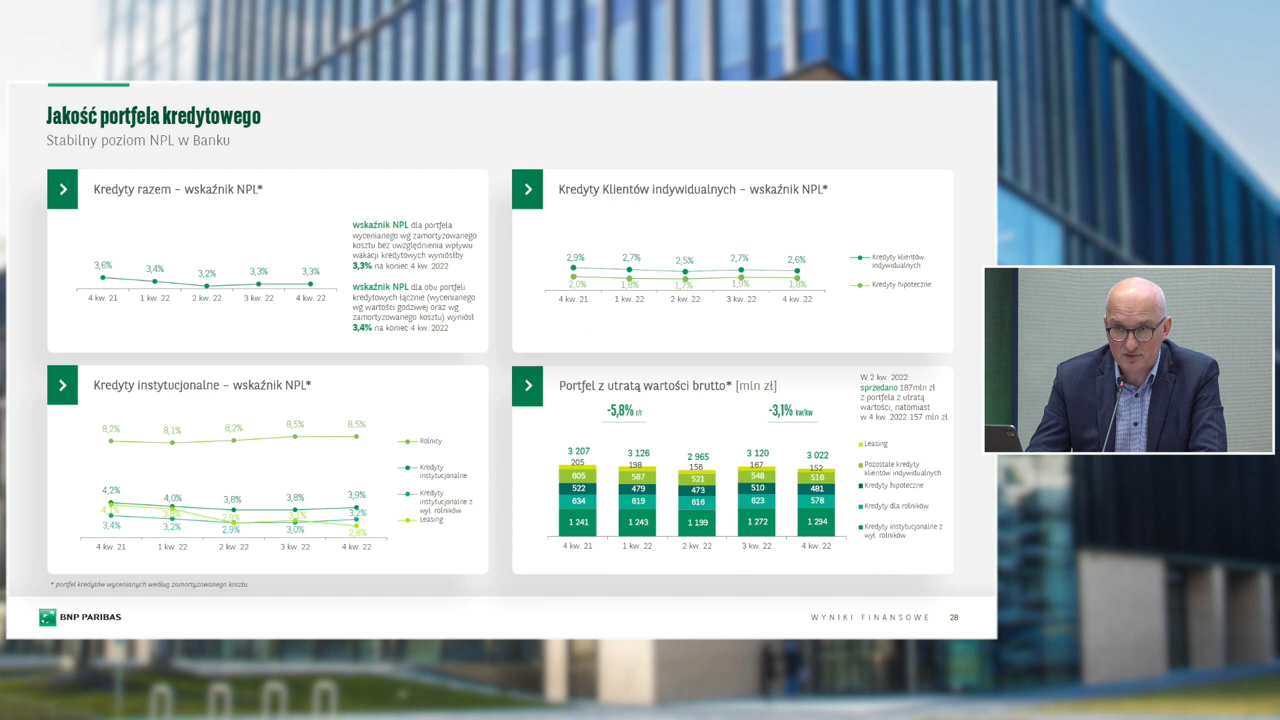 Jakość portfela kredytowego
Stabilny poziom NPL w Banku
Kredyty razem – wskaźnik NPL*
3,6%
3,4%
3,2%
3,3%
3,3%
4 kw. 21
1 kw. 22
2 kw. 22
3 kw. 22
4 kw. 22
wskaźnik NPL dla portfela
wycenianego wg zamortyzowanego
kosztu bez uwzględnienia wpływu
wakacji kredytowych wyniósłby
3,3% na koniec 4 kw. 2022
wskaźnik NPL dla obu portfeli
kredytowych łącznie (wycenianego
wg wartości godziwej oraz wg
zamortyzowanego kosztu) wyniósł
3,4% na koniec 4 kw. 2022
Kredyty Klientów indywidualnych – wskaźnik NPL*
2,9%
2,7%
2,5%
2,7%
2,6%
2,0%
1,8%
1,7%
1,9%
1,8%
4 kw. 21
1 kw. 22
2 kw. 22
3 kw. 22
4 kw. 22
Kredyty klientów
indywidualnych
Kredyty hipoteczne
Kredyty instytucjonalne – wskaźnik NPL*
8,2%
8,1%
8,2%
8,5%
8,5%
4,2%
4,0%
3,8%
3,8%
3,9%
3,4%
3,2%
2,9%
3,0%
3,2%
2,8%
4 kw. 21
1 kw. 22
2 kw. 22
3 kw. 22
4 kw. 22
Rolnicy
Kredyty
instytucjonalne
Kredyty
instytucjonalne z
wył. rolników
Leasing
Portfel z utratą wartości brutto* [mln zł]
-5,8% r/r
-3,1% kw/kw
W 2 kw. 2022
sprzedano 187mln zł
z portfela z utratą
wartości, natomiast
w 4 kw. 2022 157 mln zł.
3 207
3 126
2 965
3 120
3 022
205
198
156
167
152
605
587
521
548
516
522
479
473
510
481
634
619
616
623
578
1 241
1 243
1 199
1 272
1 294
4 kw. 21
1 kw. 22
2 kw. 22
3 kw. 22
4 kw. 22
Leasing
Pozostałe kredyty
klientów indywidualnych
Kredyty hipoteczne
Kredyty dla rolników
Kredyty instytucjonalne z
wył. rolników
* portfel kredytów wycenianych według zamortyzowanego kosztu
BNP PARIBAS
WYNIKI FINANSOWE 28